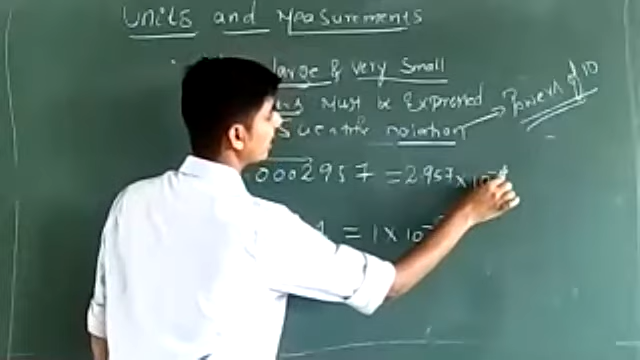 Units and Measurements
large & very small
Must be Expressed
notation → Power of 10
0002957 = 2.957 × 10
= 1 × 10